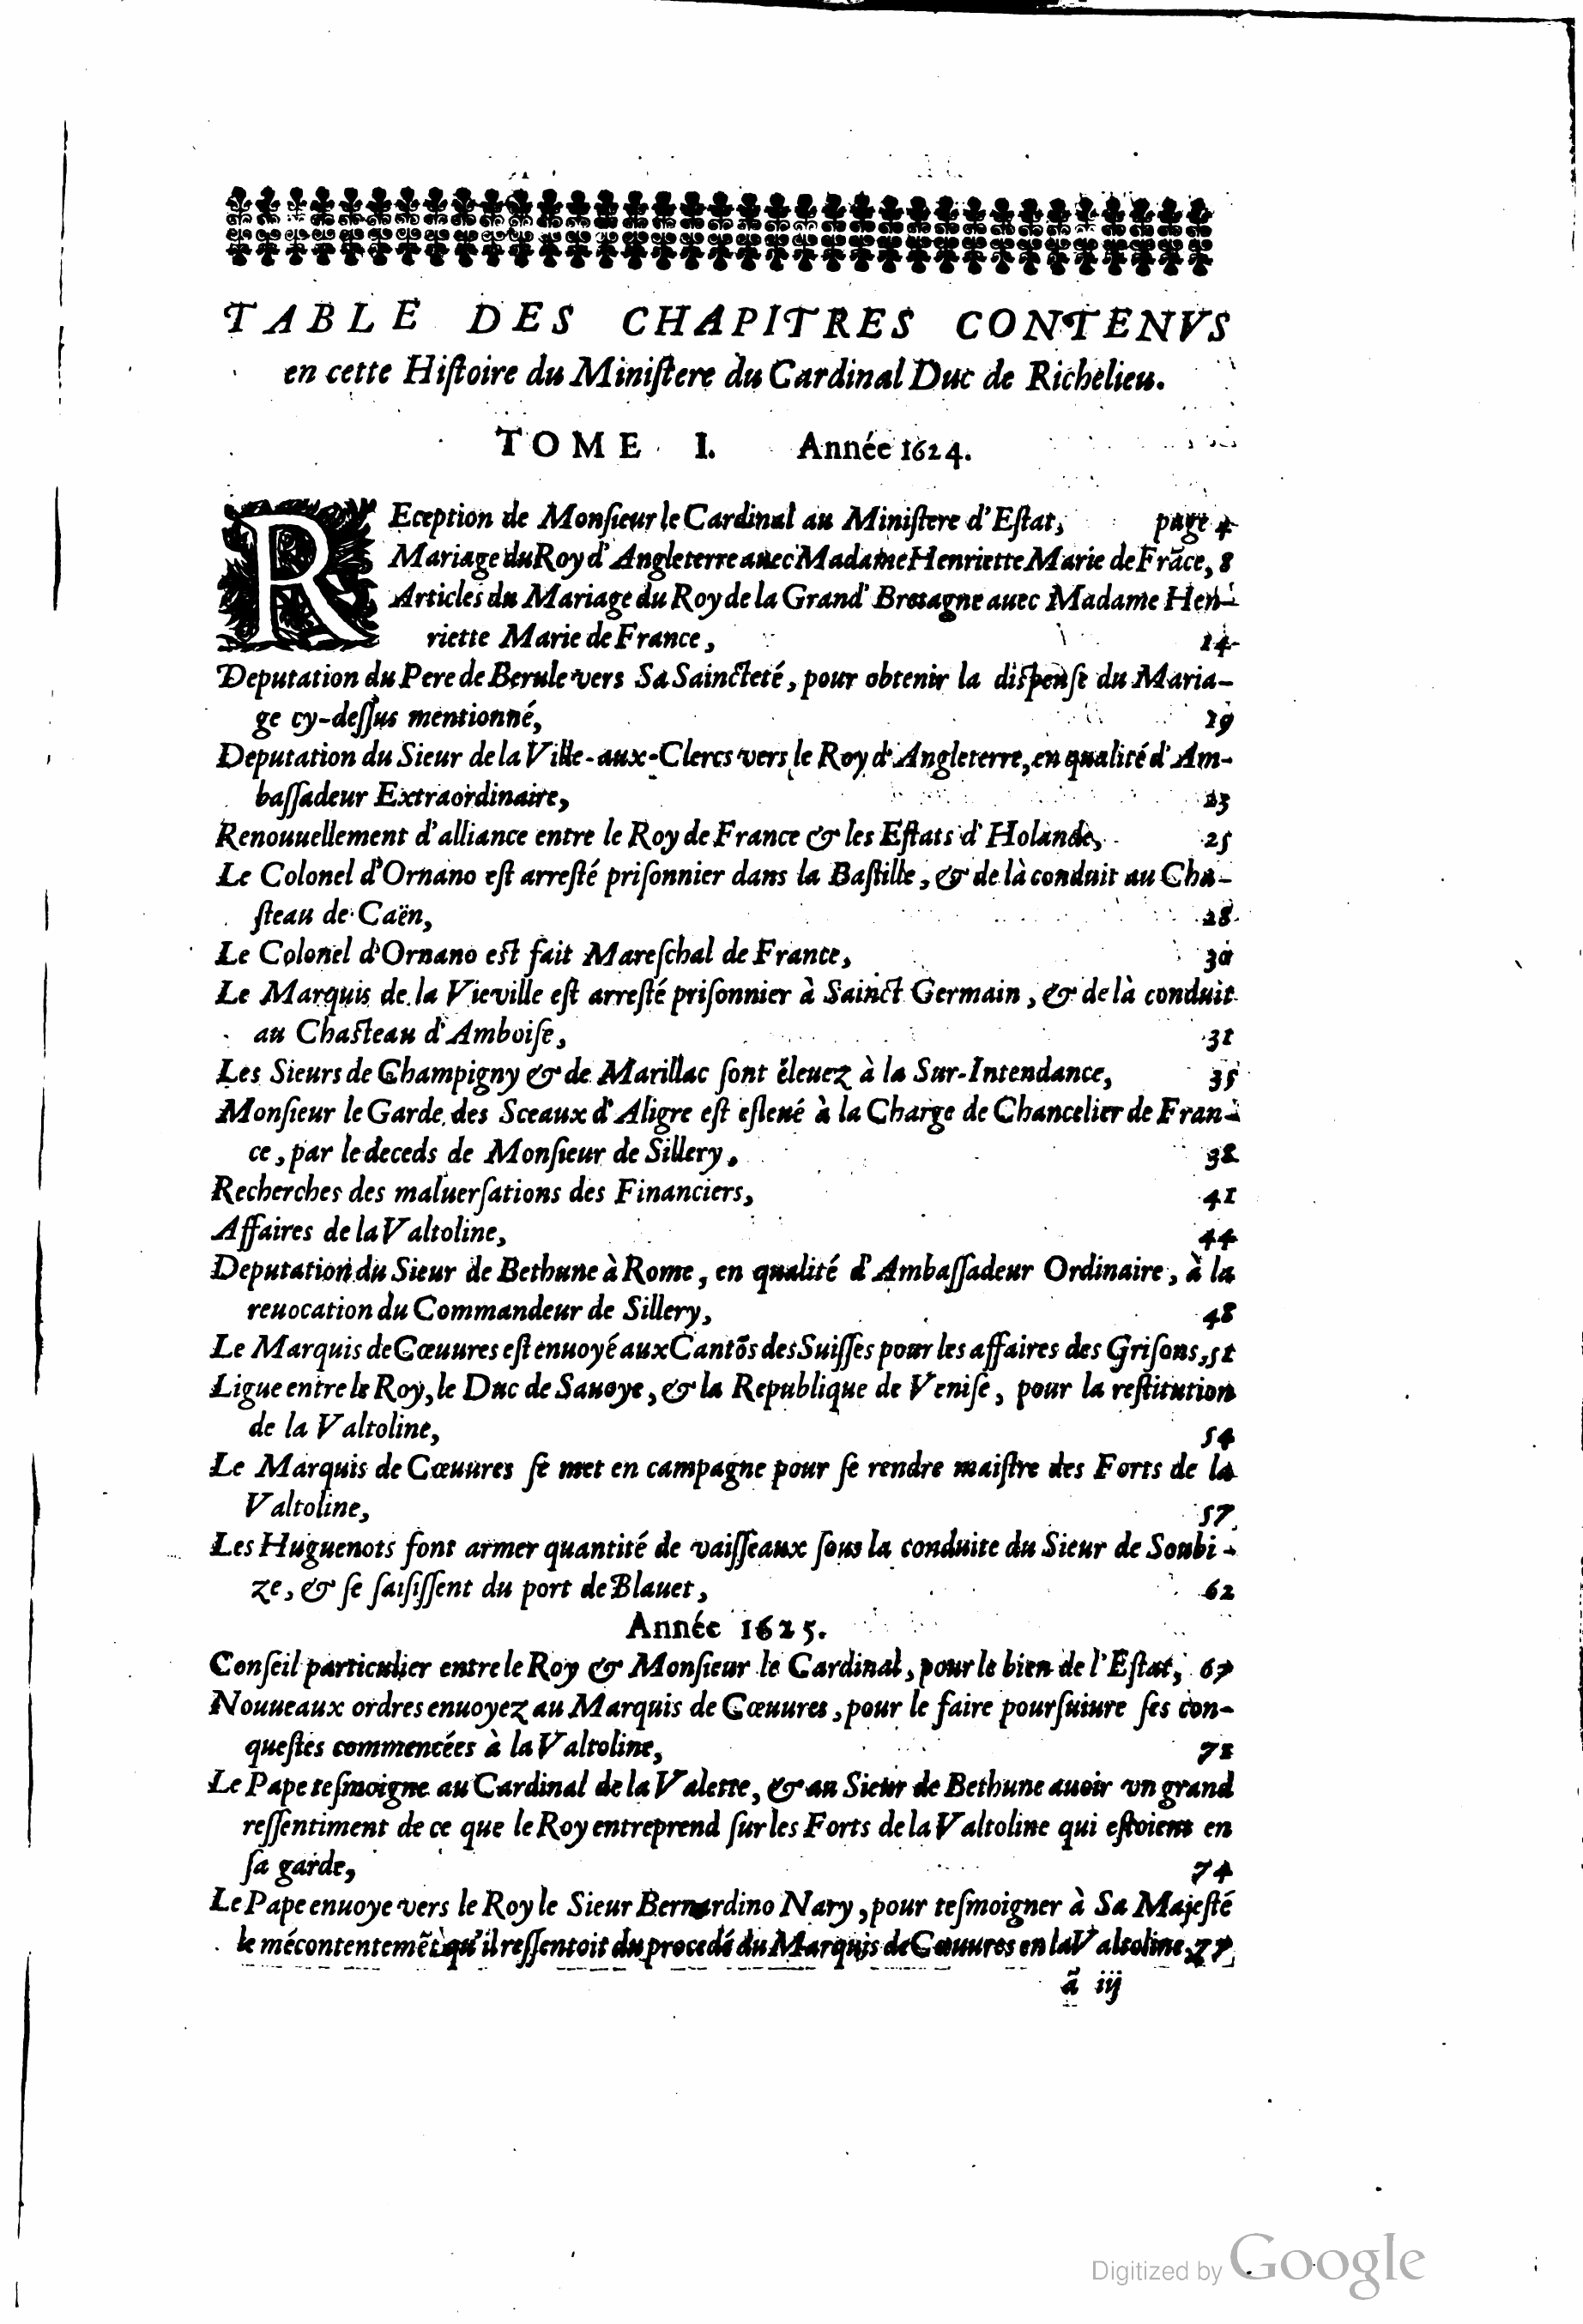 TABLE DES CHAPITRES CONTENVS
en cette Hiſtoire du Miniſtere du Cardinal Duc de Richelieu.
TOME I. Année 1624.
REception de Monſieur le Cardinal au Miniſtere d'Eſtat, page 4
Mariage du Roy d'Angleterre auec Madame Henriette Marie de Frãce, 8
Articles du Mariage du Roy de la Grand' Bretagne auec Madame Hen-
riette Marie de France, 14
Deputation du Pere de Berule vers Sa Saincteté, pour obtenir la diſpenſe du Maria-
ge cy-deſſus mentionné, 19
Deputation du Sieur de la Ville-aux-Clercs vers le Roy d'Angleterre, en qualité d'Am-
baſſadeur Extraordinaire, 23
Renouuellement d'alliance entre le Roy de France & les Eſtats d'Holande, 25
Le Colonel d'Ornano eſt arreſté priſonnier dans la Baſtille, & de là conduit au Cha-
ſteau de Caën, 28
Le Colonel d'Ornano eſt fait Mareſchal de France, 30
Le Marquis de la Vieville eſt arreſté priſonnier à Sainct Germain, & de là conduit
au Chaſteau d'Amboiſe, 31
Les Sieurs de Champigny & de Marillac ſont éleuez à la Sur-Intendance, 35
Monſieur le Garde des Sceaux d'Aligre eſt eſleué à la Charge de Chancelier de Fran-
ce, par le deceds de Monſieur de Sillery, 38
Recherches des maluerſations des Financiers, 41
Affaires de la Valtoline, 44
Deputation du Sieur de Bethune à Rome, en qualité d'Ambaſſadeur Ordinaire, à la
reuocation du Commandeur de Sillery, 48
Le Marquis de Cœuures eſt enuoyé aux Cantõs des Suiſſes pour les affaires des Griſons, 51
Ligue entre le Roy, le Duc de Sauoye, & la Republique de Veniſe, pour la reſtitution
de la Valtoline, 54
Le Marquis de Cœuures ſe met en campagne pour ſe rendre maiſtre des Forts de la
Valtoline, 57
Les Huguenots font armer quantité de vaiſſeaux ſous la conduite du Sieur de Soubi-
ze, & ſe ſaiſiſſent du port de Blauet, 62
Année 1625.
Conſeil particulier entre le Roy & Monſieur le Cardinal, pour le bien de l'Eſtat, 67
Nouueaux ordres enuoyez au Marquis de Cœuures, pour le faire pourſuiure ſes con-
queſtes commencées à la Valtoline, 72
Le Pape teſmoigne au Cardinal de la Valette, & au Sieur de Bethune auoir vn grand
reſſentiment de ce que le Roy entreprend ſur les Forts de la Valtoline qui eſtoient en
ſa garde, 74
Le Pape enuoye vers le Roy le Sieur Bernardino Nary, pour teſmoigner à Sa Majeſté
le mécontentemẽt qu'il reſſentoit du procedé du Marquis de Cœuures en la Valtoline, 77
ã iij
Digitized by Google